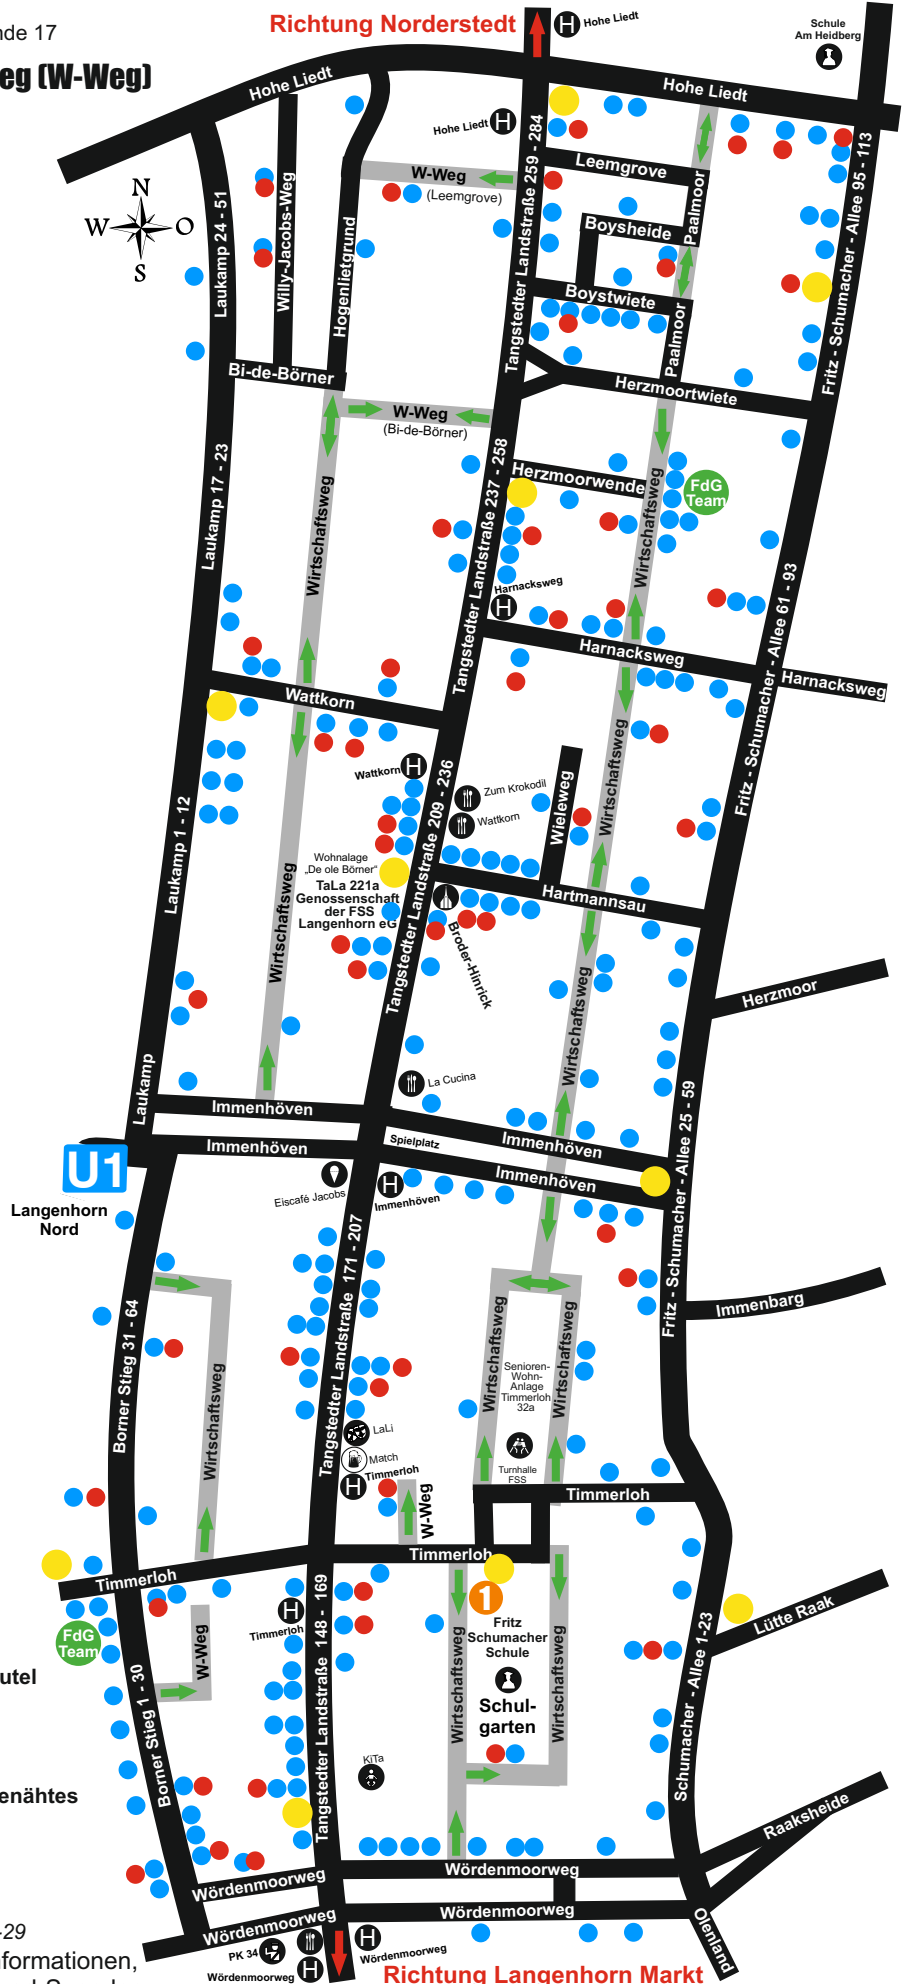 nde 17
eg (W-Weg)
Richtung Norderstedt
H Hohe Liedt
Schule
Am Heidberg
Hohe Liedt
Hohe Liedt
Hohe Liedt H
Leemgrove
W-Weg
(Leemgrove)
N
W O
S
Laukamp 24 - 51
Willy-Jacobs-Weg
Hogenlietgrund
Tangstedter Landstraße 259 - 284
Paalmoor
Boysheide
Boystwiete
Paalmoor
Fritz - Schumacher - Allee 95 - 113
Bi-de-Börner
Herzmoortwiete
W-Weg
(Bi-de-Börner)
Laukamp 17 - 23
Wirtschaftsweg
Tangstedter Landstraße 237 - 258
Herzmoorwende
Wirtschaftsweg
FdG
Team
Harnacksweg
H
Harnacksweg
Harnacksweg
Fritz - Schumacher - Allee 61 - 93
Wattkorn
Wattkorn H
Zum Krokodil
Wattkorn
Wieleweg
Wirtschaftsweg
Laukamp 1 - 12
Wirtschaftsweg
Wohnalage
„De ole Börner"
TaLa 221a
Genossenschaft
der FSS
Langenhorn eG
Tangstedter Landstraße 209 - 236
Hartmannsau
Broder-Hinrick
Wirtschaftsweg
Herzmoor
La Cucina
Laukamp
Immenhöven
Immenhöven
Spielplatz
Immenhöven
Immenhöven
U1
Langenhorn
Nord
Eiscafé Jacobs
H
Immenhöven
Fritz - Schumacher - Allee 25 - 59
Immenbarg
Borner Stieg 31 - 64
Wirtschaftsweg
Tangstedter Landstraße 171 - 207
Wirtschaftsweg
Wirtschaftsweg
Senioren-
Wohn-
Anlage
Timmerloh
32a
Turnhalle
FSS
LaLi
Match
H Timmerloh
W-Weg
Timmerloh
Timmerloh
Timmerloh
1
Fritz
Schumacher
Schule
Schul-
garten
Wirtschaftsweg
Wirtschaftsweg
FdG
Team
W-Weg
H
Timmerloh
Tangstedter Landstraße 148 - 169
Borner Stieg 1 - 30
Schumacher - Allee 1-23
Lütte Raak
utel
KiTa
enähtes
Raaksheide
Wördenmoorweg
Wördenmoorweg
Wördenmoorweg
Wördenmoorweg
Olenland
-29
nformationen,
PK 34
H
Wördenmoorweg
Wördenmoorweg H
Richtung Langenhorn Markt